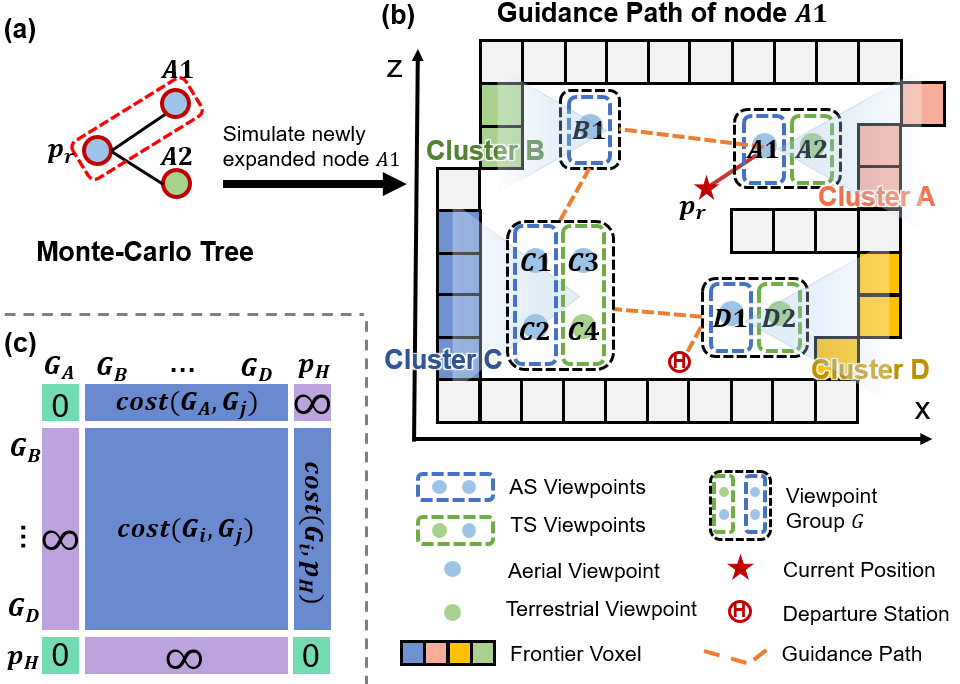 (a)
A1
p_r
A2
Monte-Carlo Tree
Simulate newly
expanded node A1
(b)
Guidance Path of node A1
Z
B1
A1
A2
Cluster B
Cluster A
p_r
C1
C3
C2
C4
D1
D2
Cluster C
Cluster D
H
X
(c)
G_A
G_B
...
G_D
p_H
0
cost(G_A, G_j)
∞
G_B
⋮
G_D
∞
cost(G_i, G_j)
cost(G_i, p_H)
p_H
0
∞
0
AS Viewpoints
TS Viewpoints
Aerial Viewpoint
Terrestrial Viewpoint
Frontier Voxel
Viewpoint
Group G
Current Position
H
Departure Station
Guidance Path